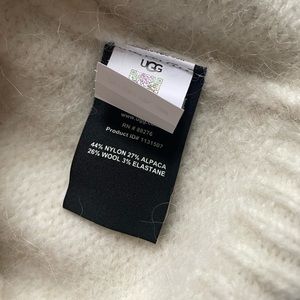 UGG
RN # 88276
Product ID# 1131507
44% NYLON 27% ALPACA
26% WOOL 3% ELASTANE